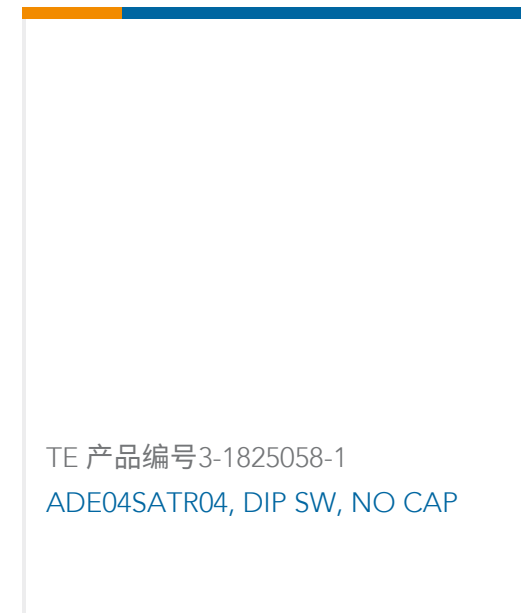 TE 产品编号3-1825058-1
ADE04SATR04, DIP SW, NO CAP